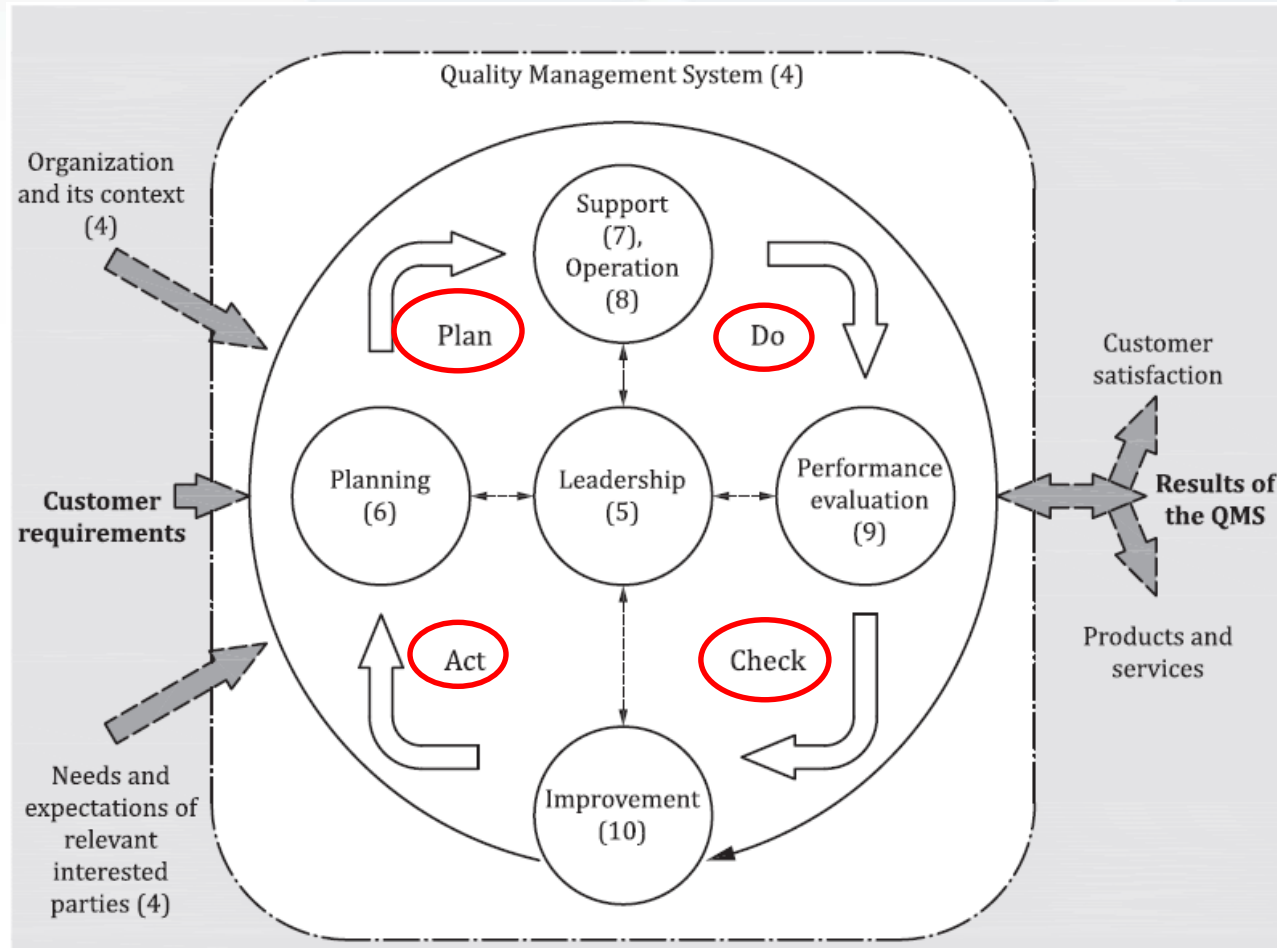 Quality Management System (4)
Organization
and its context
(4)
Support
(7),
Operation
(8)
Plan
Do
Customer
satisfaction
Planning
(6)
Leadership
(5)
Performance
evaluation
(9)
Customer
requirements
Results of
the QMS
Act
Check
Products and
services
Needs and
expectations of
relevant
interested
parties (4)
Improvement
(10)